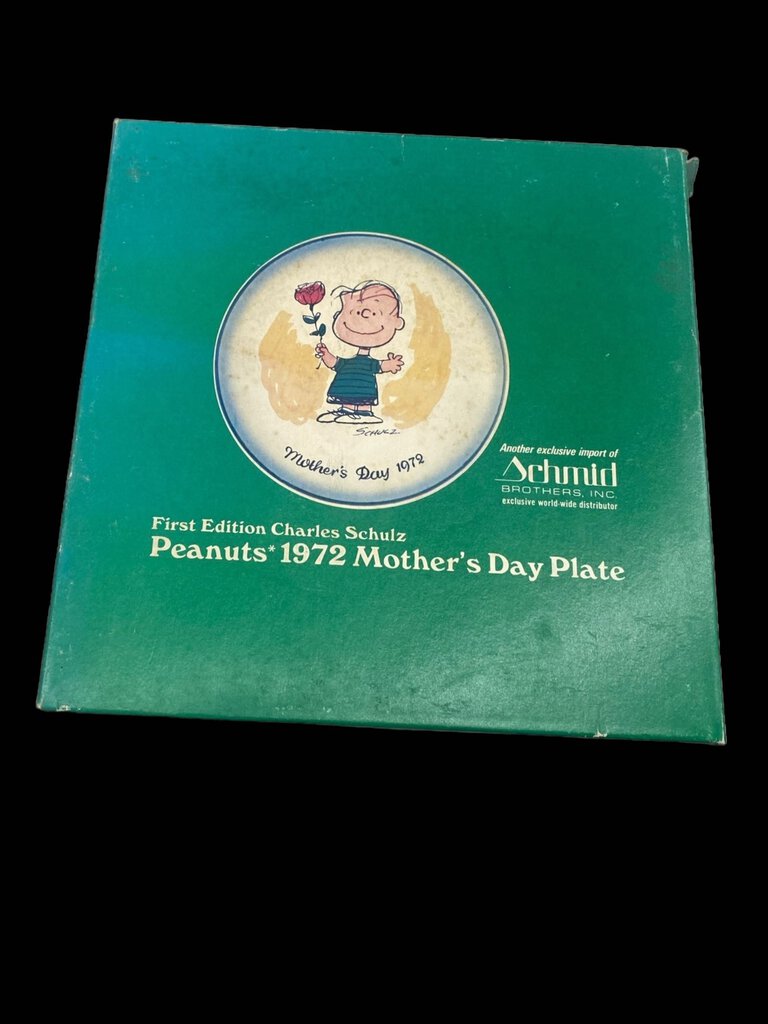 SCHULZ
Mother's Day 1972
Another exclusive import of
Schmid
BROTHERS, INC.
exclusive world-wide distributor
First Edition Charles Schulz
Peanuts* 1972 Mother's Day Plate